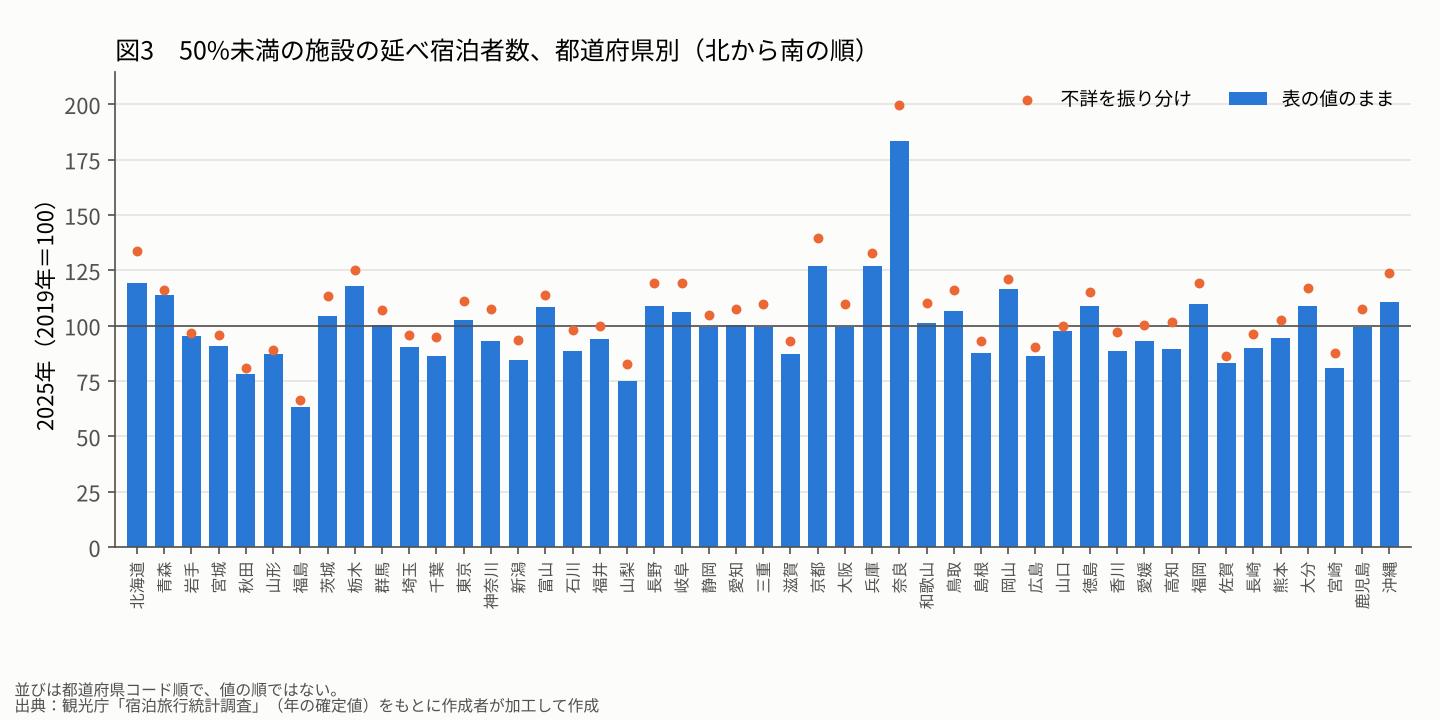 図3　50%未満の施設の延べ宿泊者数、都道府県別（北から南の順）
不詳を振り分け
表の値のまま
2025年（2019年＝100）
200
175
150
125
100
75
50
25
0
北海道
青森
岩手
宮城
秋田
山形
福島
茨城
栃木
群馬
埼玉
千葉
東京
神奈川
新潟
富山
石川
福井
山梨
長野
岐阜
静岡
愛知
三重
滋賀
京都
大阪
兵庫
奈良
和歌山
鳥取
島根
岡山
広島
山口
徳島
香川
愛媛
高知
福岡
佐賀
長崎
熊本
大分
宮崎
鹿児島
沖縄
並びは都道府県コード順で、値の順ではない。
出典：観光庁「宿泊旅行統計調査」（年の確定値）をもとに作成者が加工して作成